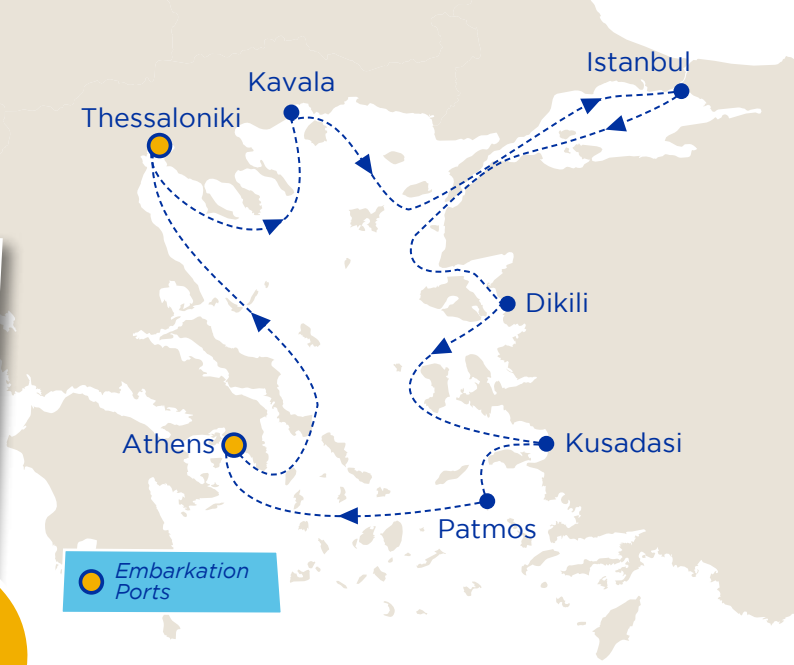 Istanbul
Kavala
Thessaloniki
Dikili
Athens
Kusadasi
Patmos
Embarkation
Ports